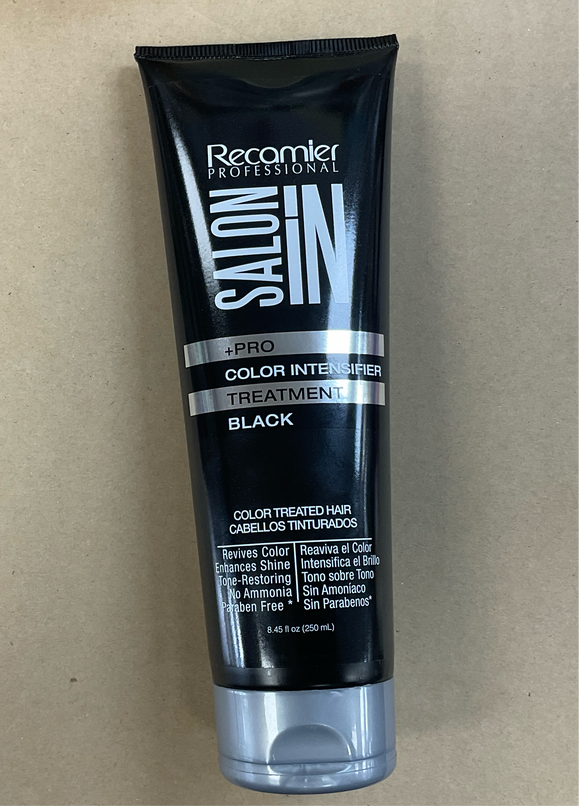 Recamier
PROFESSIONAL
SALON IN
+PRO
COLOR INTENSIFIER
TREATMENT
BLACK
COLOR TREATED HAIR
CABELLOS TINTURADOS
Revives Color
Enhances Shine
Tone-Restoring
No Ammonia
Paraben Free *
Reaviva el Color
Intensifica el Brillo
Tono sobre Tono
Sin Amoniaco
Sin Parabenos*
8.45 fl oz (250 mL)